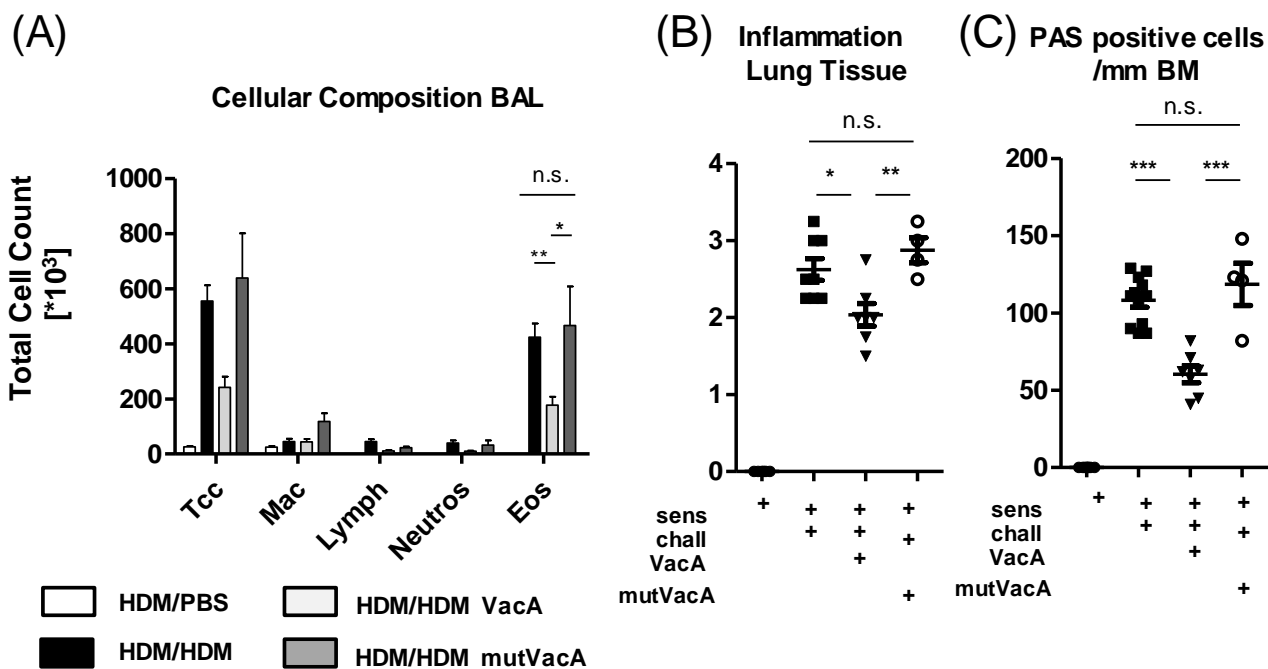 (A)
Cellular Composition BAL
Total Cell Count
[*10³]
1000
800
600
400
200
0
n.s.
*
**
Tcc
Mac
Lymph
Neutros
Eos
HDM/PBS
HDM/HDM
HDM/HDM VacA
HDM/HDM mutVacA
(B)
Inflammation
Lung Tissue
n.s.
*
**
4
3
2
1
0
sens + + + +
chall + + +
VacA +
mutVacA +
(C)
PAS positive cells
/mm BM
n.s.
***
***
200
150
100
50
0
sens + + + +
chall + + +
VacA +
mutVacA +